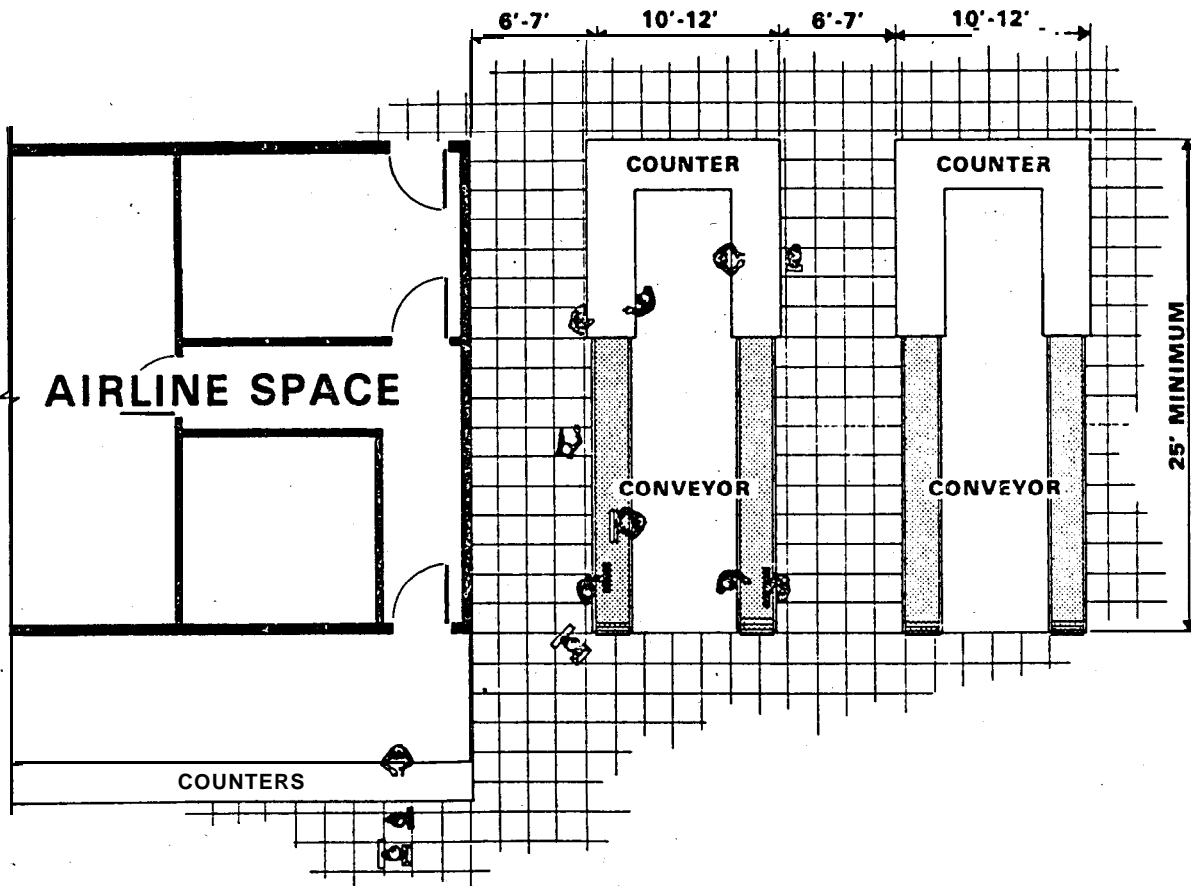 6'-7' 10'-12' 6'-7' 10'-12'
COUNTER COUNTER
25' MINIMUM
AIRLINE SPACE
CONVEYOR CONVEYOR
COUNTERS